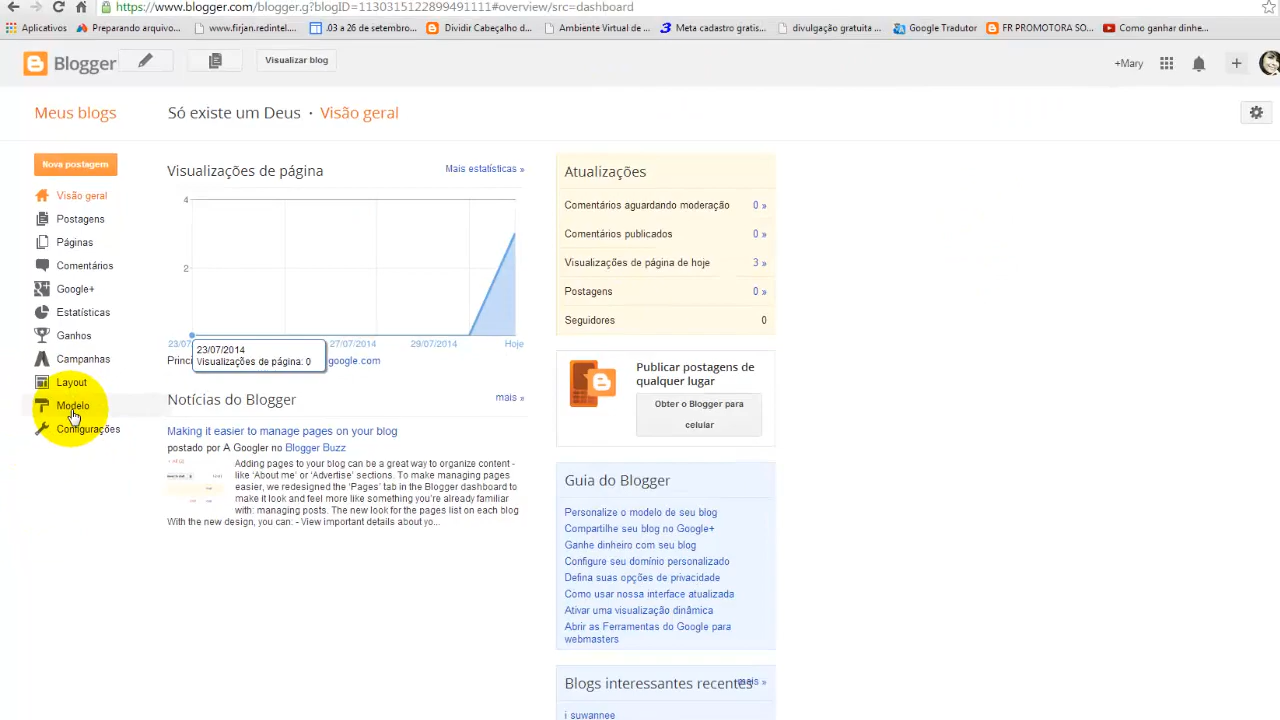 https://www.blogger.com/blogger.g?blogID=1130315122899491111#overview/src=dashboard
Aplicativos
Preparando arquivo...
www.firjan.redintel...
.03 a 26 de setembro...
Dividir Cabeçalho d...
Ambiente Virtual de ...
Meta cadastro gratis...
divulgação gratuita ...
Google Tradutor
FR PROMOTORA SO...
Como ganhar dinhe...
Blogger
Visualizar blog
+Mary
Meus blogs
Só existe um Deus · Visão geral
Nova postagem
Visão geral
Postagens
Páginas
Comentários
Google+
Estatísticas
Ganhos
Campanhas
Layout
Modelo
Configurações
Visualizações de página
Mais estatísticas »
4
2
23/07
27/07/2014
29/07/2014
Hoje
23/07/2014
Visualizações de página: 0
Princi
google.com
Notícias do Blogger
mais »
Making it easier to manage pages on your blog
postado por A Googler no Blogger Buzz
Adding pages to your blog can be a great way to organize content -
like ‘About me’ or “Advertise” sections. To make managing pages
easier, we redesigned the ‘Pages’ tab in the Blogger dashboard to
make it look and feel more like something you’re already familiar
with: managing posts. The new look for the pages list on each blog
With the new design, you can: - View important details about yo...
Atualizações
Comentários aguardando moderação 0 »
Comentários publicados 0 »
Visualizações de página de hoje 3 »
Postagens 0 »
Seguidores 0
Publicar postagens de
qualquer lugar
Obter o Blogger para
celular
Guia do Blogger
Personalize o modelo de seu blog
Compartilhe seu blog no Google+
Ganhe dinheiro com seu blog
Configure seu domínio personalizado
Defina suas opções de privacidade
Como usar nossa interface atualizada
Ativar uma visualização dinâmica
Abrir as Ferramentas do Google para
webmasters
Blogs interessantes recentes
mais »
i suwannee